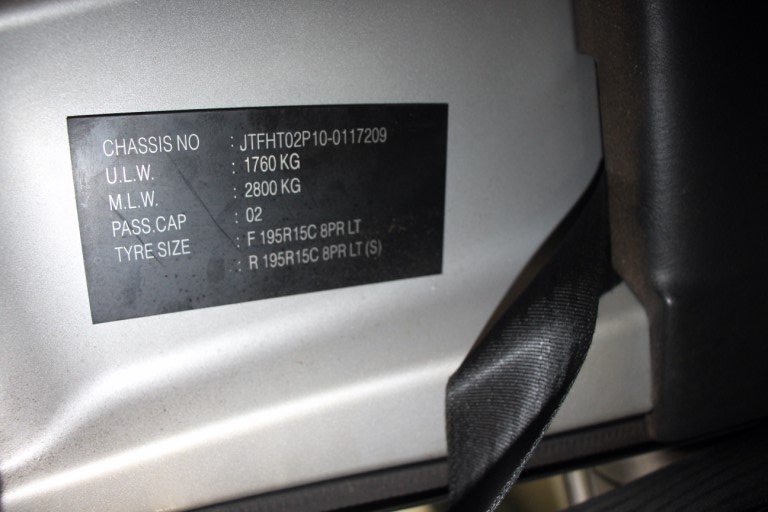 CHASSIS NO : JTFHT02P10-0117209
U.L.W. : 1760 KG
M.L.W. : 2800 KG
PASS.CAP : 02
TYRE SIZE : F 195R15C 8PR LT
: R 195R15C 8PR LT (S)